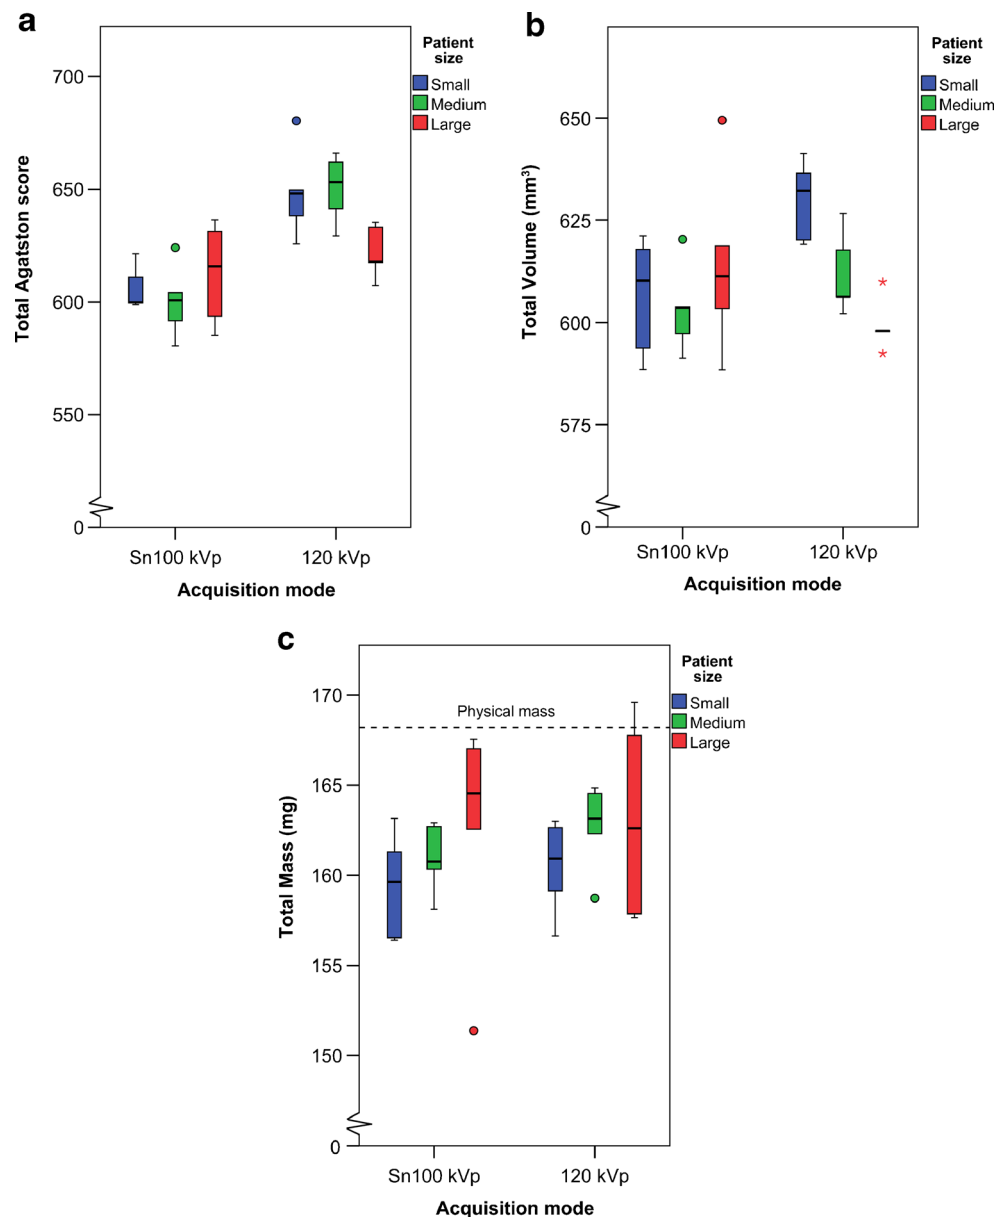 a
Total Agatston score
700
650
600
550
0
Sn100 kVp
120 kVp
Acquisition mode
Patient
size
Small
Medium
Large
b
Total Volume (mm³)
650
625
600
575
0
Sn100 kVp
120 kVp
Acquisition mode
Patient
size
Small
Medium
Large
c
Total Mass (mg)
170
165
160
155
150
0
Physical mass
Sn100 kVp
120 kVp
Acquisition mode
Patient
size
Small
Medium
Large